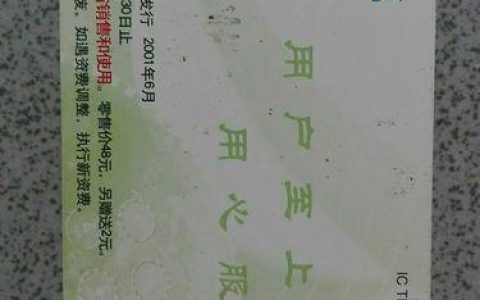 IC T
用户至上
用心服
发行 2001年6月
30日止
销售和使用。零售价48元，另赠送2元。
废。如遇资费调整，执行新资费。